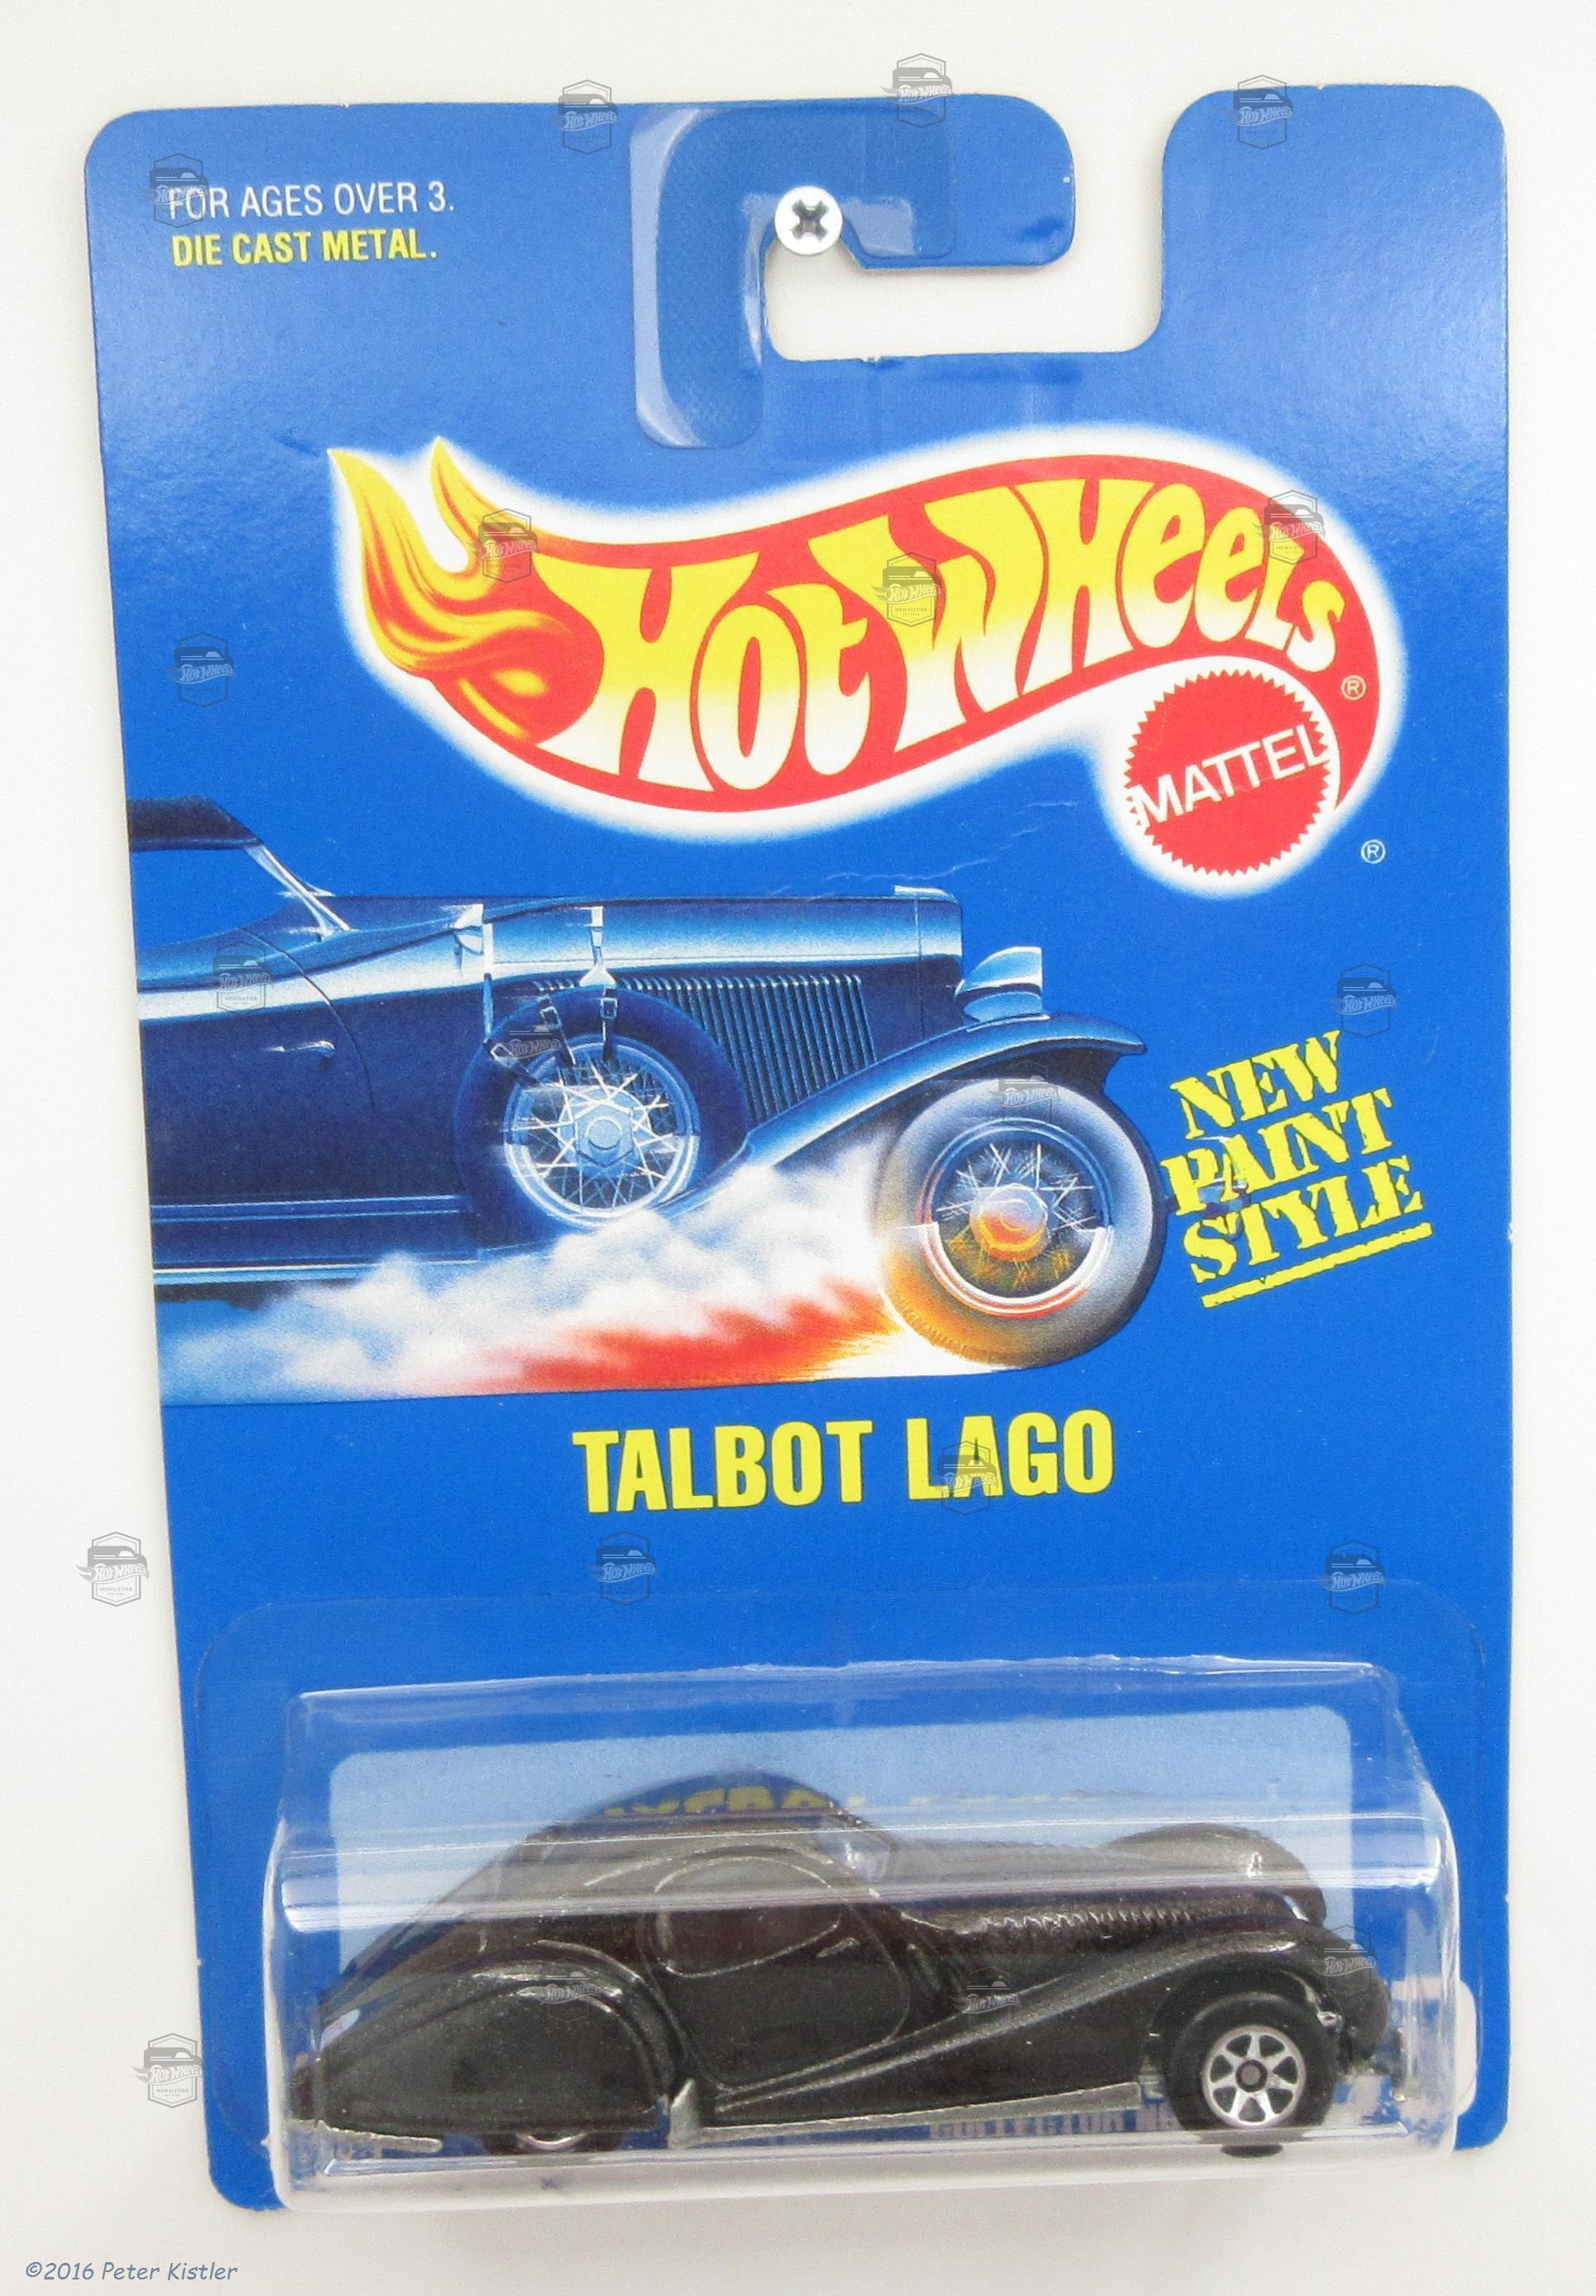 FOR AGES OVER 3.
DIE CAST METAL.
Hot Wheels ®
MATTEL
®
NEW
PAINT
STYLE
TALBOT LAGO
©2016 Peter Kistler